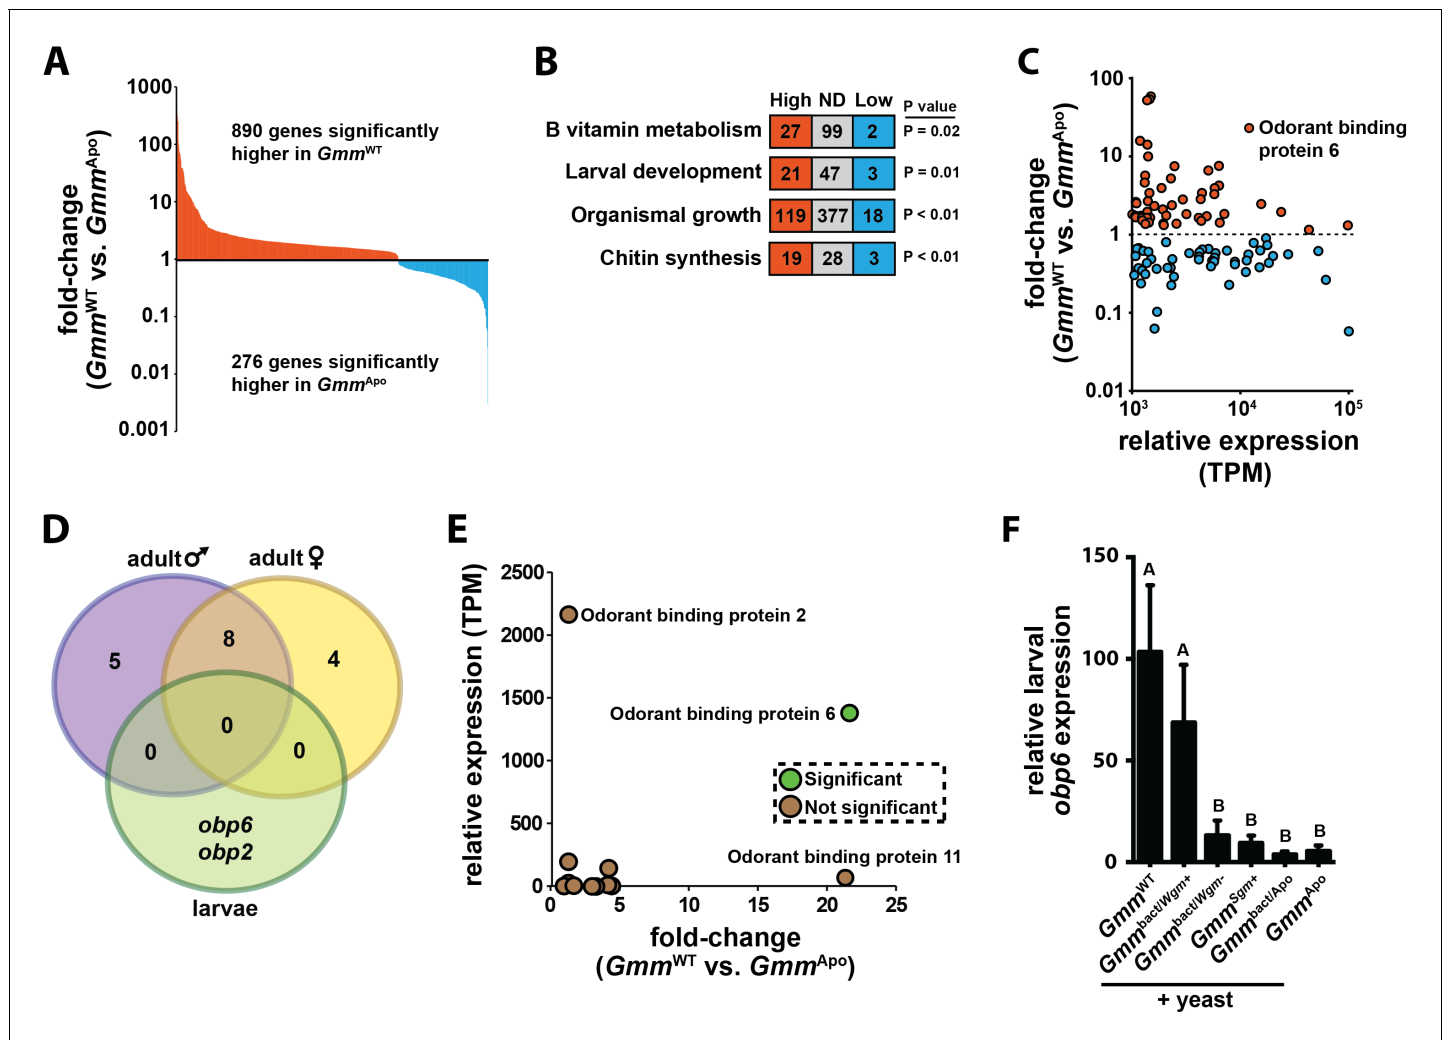 A
fold-change
(GmmWT vs. GmmApo)
1000
100
10
1
0.1
0.01
0.001
890 genes significantly
higher in GmmWT
276 genes significantly
higher in GmmApo
B
High ND Low P value
B vitamin metabolism 27 99 2 P = 0.02
Larval development 21 47 3 P = 0.01
Organismal growth 119 377 18 P < 0.01
Chitin synthesis 19 28 3 P < 0.01
C
fold-change
(GmmWT vs. GmmApo)
100
10
1
0.1
0.01
Odorant binding
protein 6
10³ 10⁴ 10⁵
relative expression
(TPM)
D
adult♂ adult♀
5 8 4
0
0 0
obp6
obp2
larvae
E
relative expression (TPM)
2500
2000
1500
1000
500
0
Odorant binding protein 2
Odorant binding protein 6
Significant
Not significant
Odorant binding protein 11
0 5 10 15 20 25
fold-change
(GmmWT vs. GmmApo)
F
relative larval
obp6 expression
150
100
50
0
A A B B B B
GmmWT
Gmmbact/Wgm+
Gmmbact/Wgm-
GmmSgm+
Gmmbact/Apo
GmmApo
+ yeast